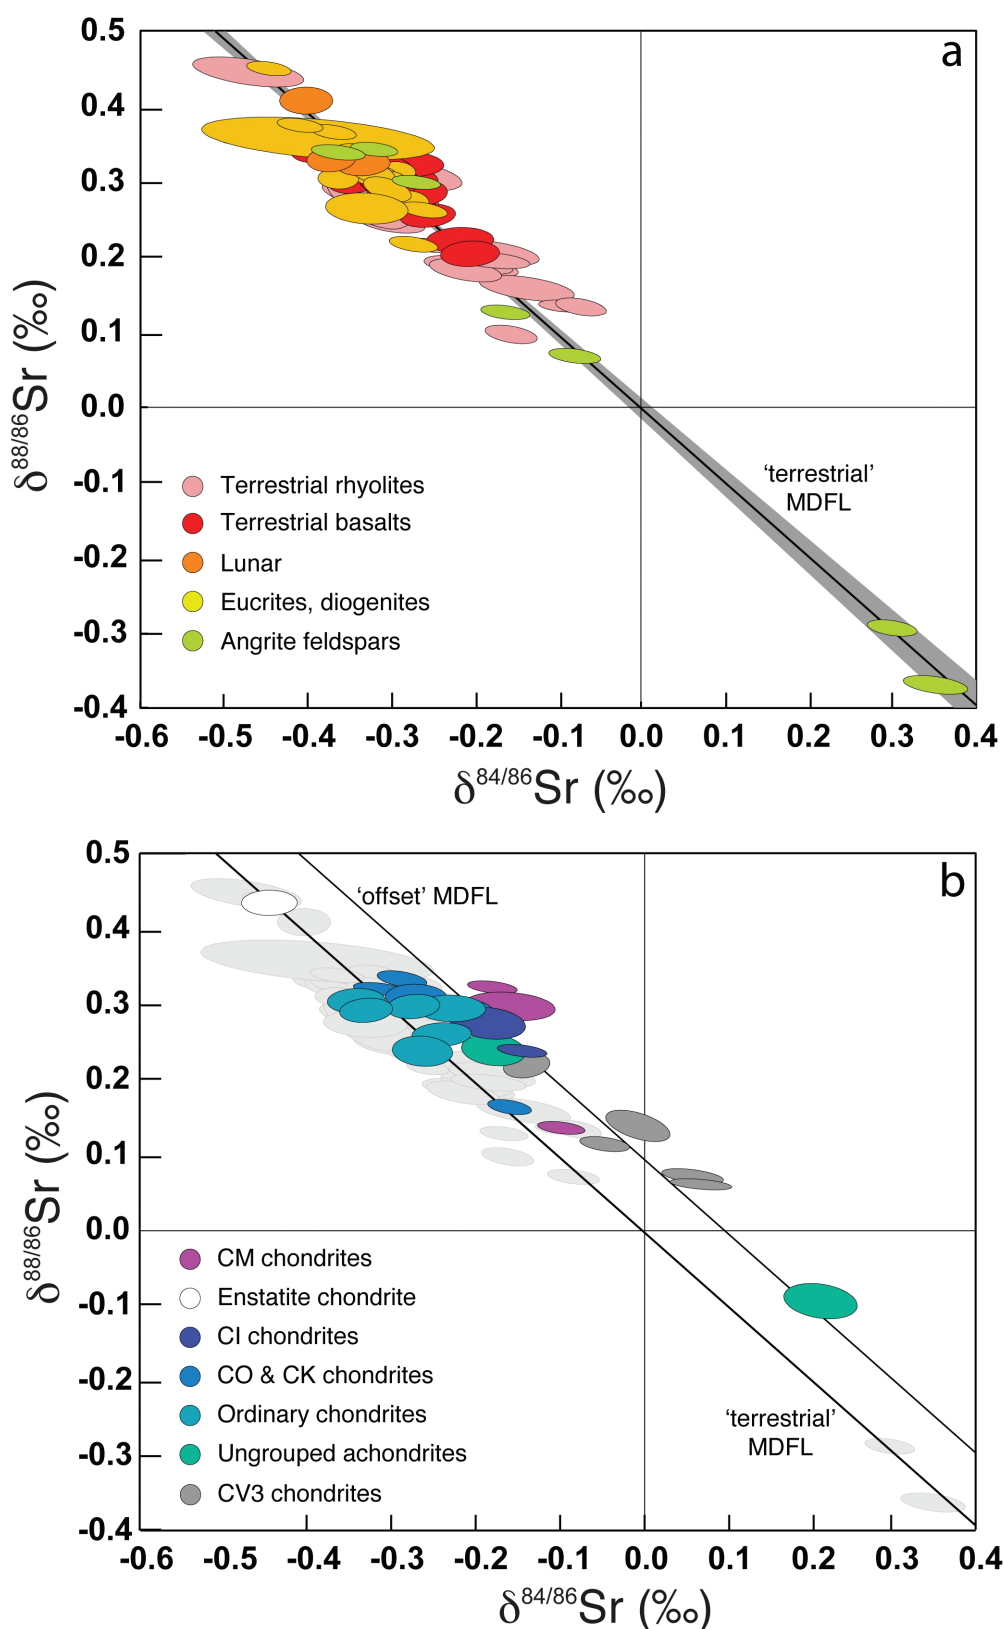 a
0.5
0.4
0.3
0.2
0.1
0.0
-0.1
-0.2
-0.3
-0.4
δ88/86Sr (‰)
'terrestrial'
MDFL
Terrestrial rhyolites
Terrestrial basalts
Lunar
Eucrites, diogenites
Angrite feldspars
-0.6 -0.5 -0.4 -0.3 -0.2 -0.1 0.0 0.1 0.2 0.3 0.4
δ84/86Sr (‰)
b
0.5
0.4
0.3
0.2
0.1
0.0
-0.1
-0.2
-0.3
-0.4
δ88/86Sr (‰)
'offset' MDFL
CM chondrites
Enstatite chondrite
CI chondrites
CO & CK chondrites
Ordinary chondrites
Ungrouped achondrites
CV3 chondrites
'terrestrial'
MDFL
-0.6 -0.5 -0.4 -0.3 -0.2 -0.1 0.0 0.1 0.2 0.3 0.4
δ84/86Sr (‰)